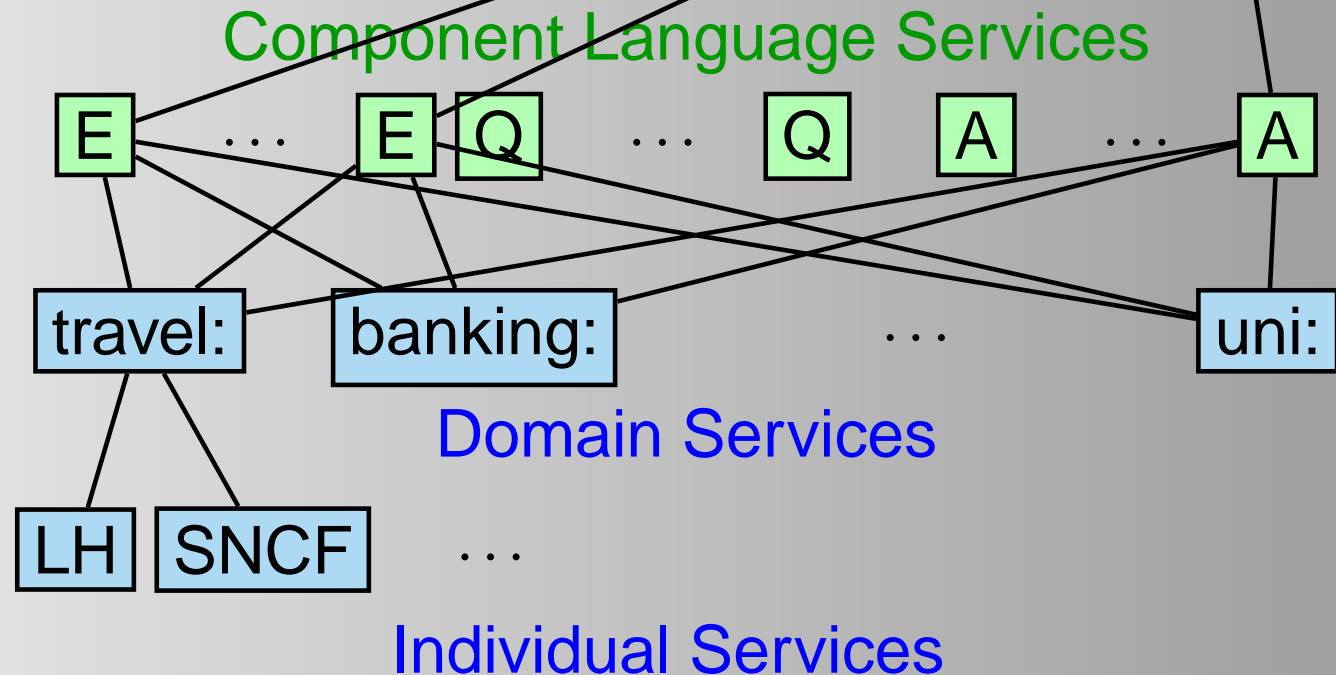 Component Language Services
E . . . E Q . . . Q A . . . A
travel: banking: . . . uni:
Domain Services
LH SNCF . . .
Individual Services